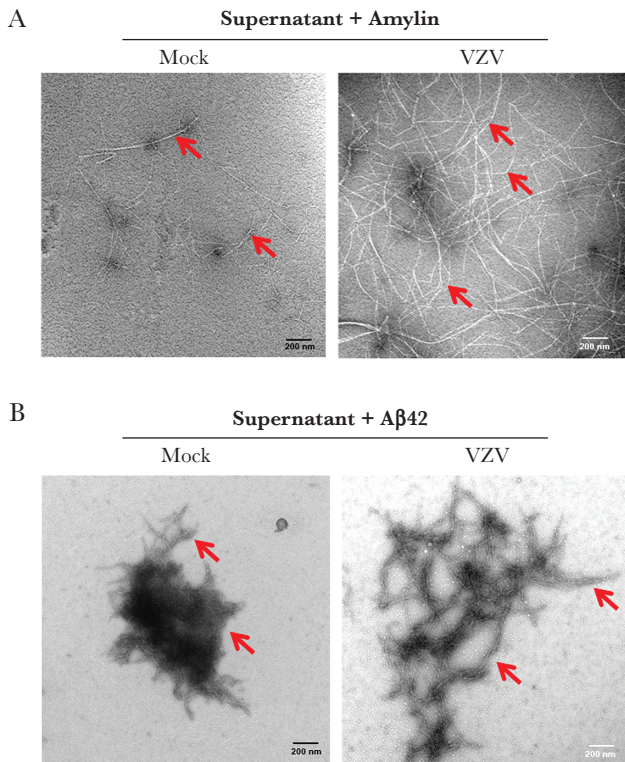 A
Supernatant + Amylin
Mock
VZV
200 nm
200 nm
B
Supernatant + Aβ42
Mock
VZV
200 nm
200 nm